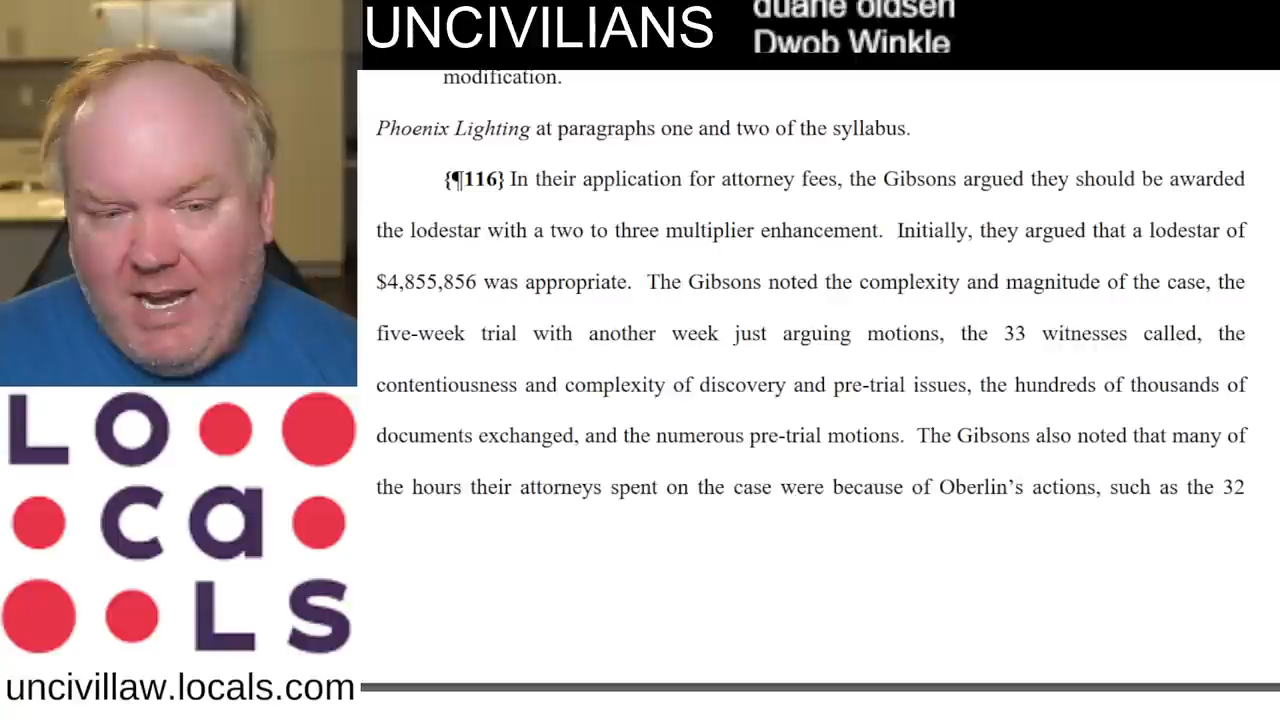 UNCIVILIANS
duane oldsen
Dwob Winkle
modification.
Phoenix Lighting at paragraphs one and two of the syllabus.
{¶116} In their application for attorney fees, the Gibsons argued they should be awarded
the lodestar with a two to three multiplier enhancement. Initially, they argued that a lodestar of
$4,855,856 was appropriate. The Gibsons noted the complexity and magnitude of the case, the
five-week trial with another week just arguing motions, the 33 witnesses called, the
contentiousness and complexity of discovery and pre-trial issues, the hundreds of thousands of
documents exchanged, and the numerous pre-trial motions. The Gibsons also noted that many of
the hours their attorneys spent on the case were because of Oberlin’s actions, such as the 32
LO
ca
LS
uncivillaw.locals.com